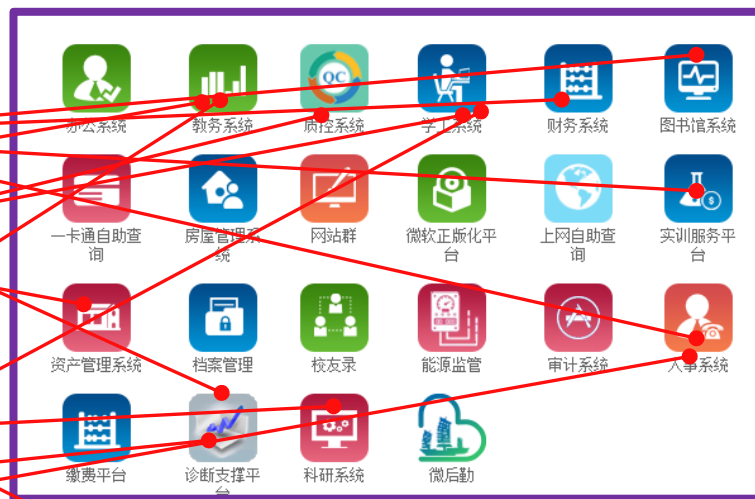 QC
办公系统
教务系统
质控系统
学工系统
财务系统
图书馆系统
一卡通自助查
询
房屋管理系
统
网站群
微软正版化平
台
上网自助查
询
实训服务平
台
资产管理系统
档案管理
校友录
能源监管
审计系统
人事系统
缴费平台
诊断支撑平
台
科研系统
微后勤